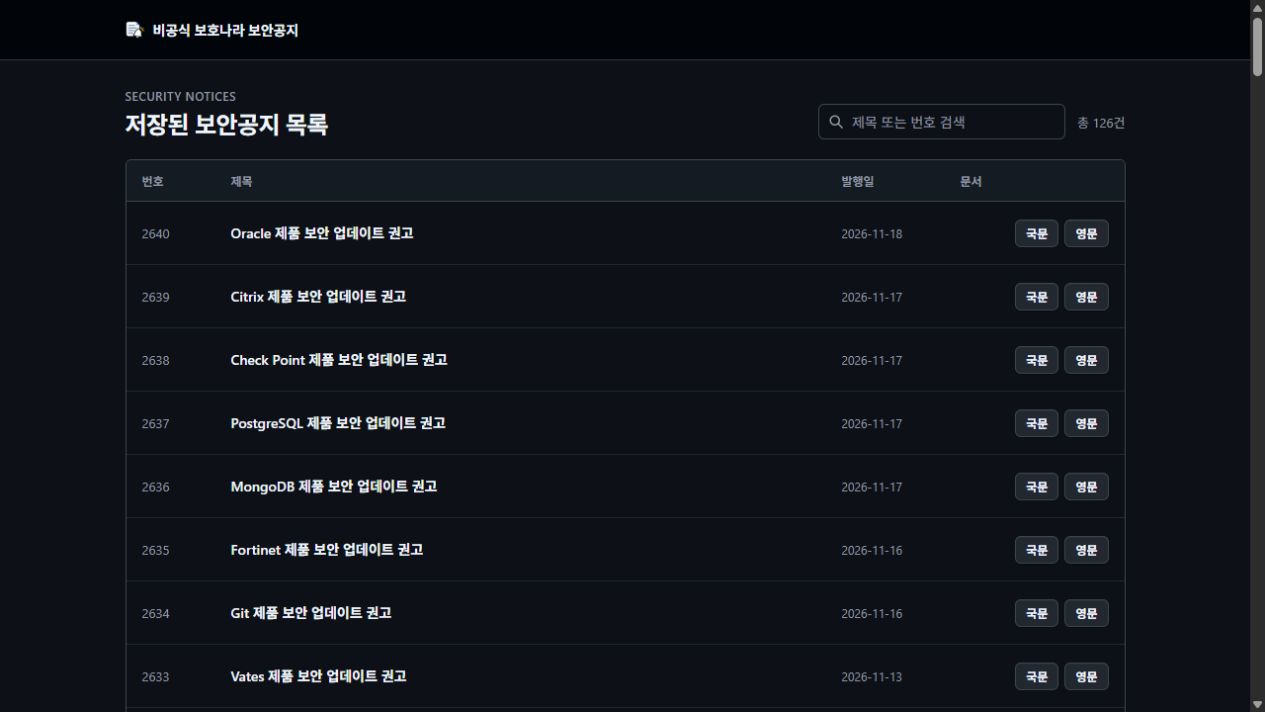 비공식 보호나라 보안공지
SECURITY NOTICES
저장된 보안공지 목록
제목 또는 번호 검색 총 126건
번호 제목 발행일 문서
2640 Oracle 제품 보안 업데이트 권고 2026-11-18 국문 영문
2639 Citrix 제품 보안 업데이트 권고 2026-11-17 국문 영문
2638 Check Point 제품 보안 업데이트 권고 2026-11-17 국문 영문
2637 PostgreSQL 제품 보안 업데이트 권고 2026-11-17 국문 영문
2636 MongoDB 제품 보안 업데이트 권고 2026-11-17 국문 영문
2635 Fortinet 제품 보안 업데이트 권고 2026-11-16 국문 영문
2634 Git 제품 보안 업데이트 권고 2026-11-16 국문 영문
2633 Vates 제품 보안 업데이트 권고 2026-11-13 국문 영문